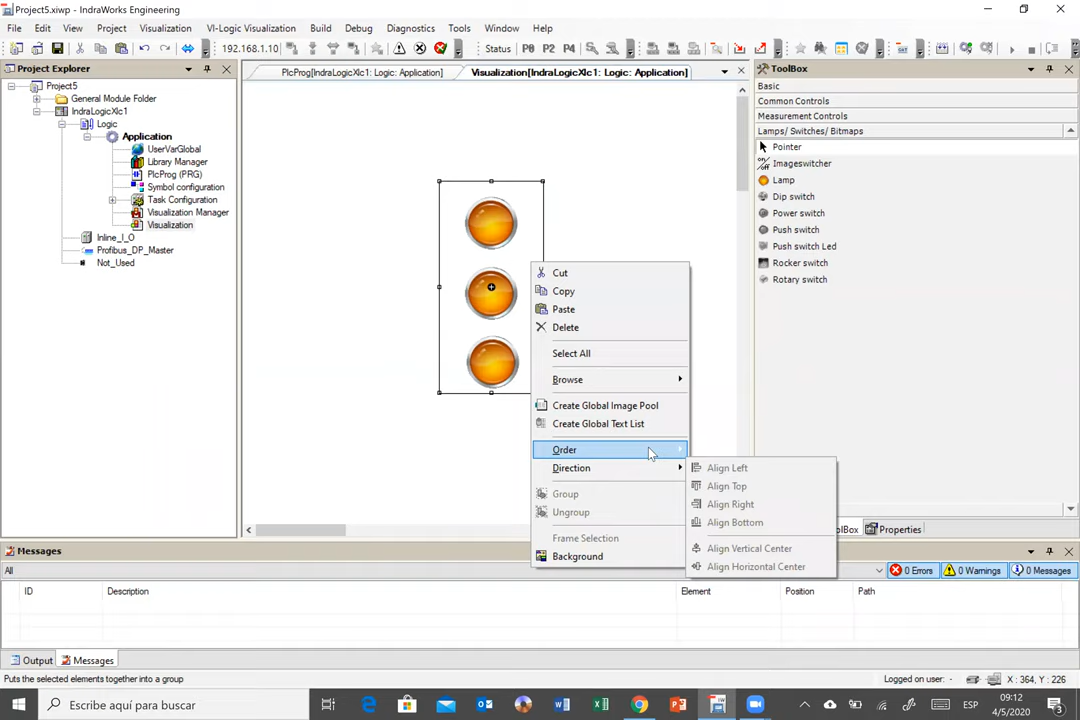 Project5.xiwp - IndraWorks Engineering
File Edit View Project VI-Logic Visualization Build Debug Diagnostics Tools Window Help
192.168.1.10 Status P0 P2 P4
Project Explorer
Project5
General Module Folder
IndraLogicXlc1
Logic
Application
UserVarGlobal
Library Manager
PlcProg (PRG)
Symbol configuration
Task Configuration
Visualization Manager
Visualization
Inline_I_O
Profibus_DP_Master
Not_Used
PlcProg[IndraLogicXlc1: Logic: Application] Visualization[IndraLogicXlc1: Logic: Application]
Cut
Copy
Paste
Delete
Select All
Browse
Create Global Image Pool
Create Global Text List
Order
Direction
Group
Ungroup
Frame Selection
Background
Align Left
Align Top
Align Right
Align Bottom
Align Vertical Center
Align Horizontal Center
ToolBox
Basic
Common Controls
Measurement Controls
Lamps/ Switches/ Bitmaps
Pointer
Imageswitcher
Lamp
Dip switch
Power switch
Push switch
Push switch Led
Rocker switch
Rotary switch
olBox Properties
Messages
All 0 Errors 0 Warnings 0 Messages
ID Description Element Position Path
Output Messages
Puts the selected elements together into a group Logged on user: - X : 364, Y : 226
Escribe aquí para buscar ESP 09:12
4/5/2020 3